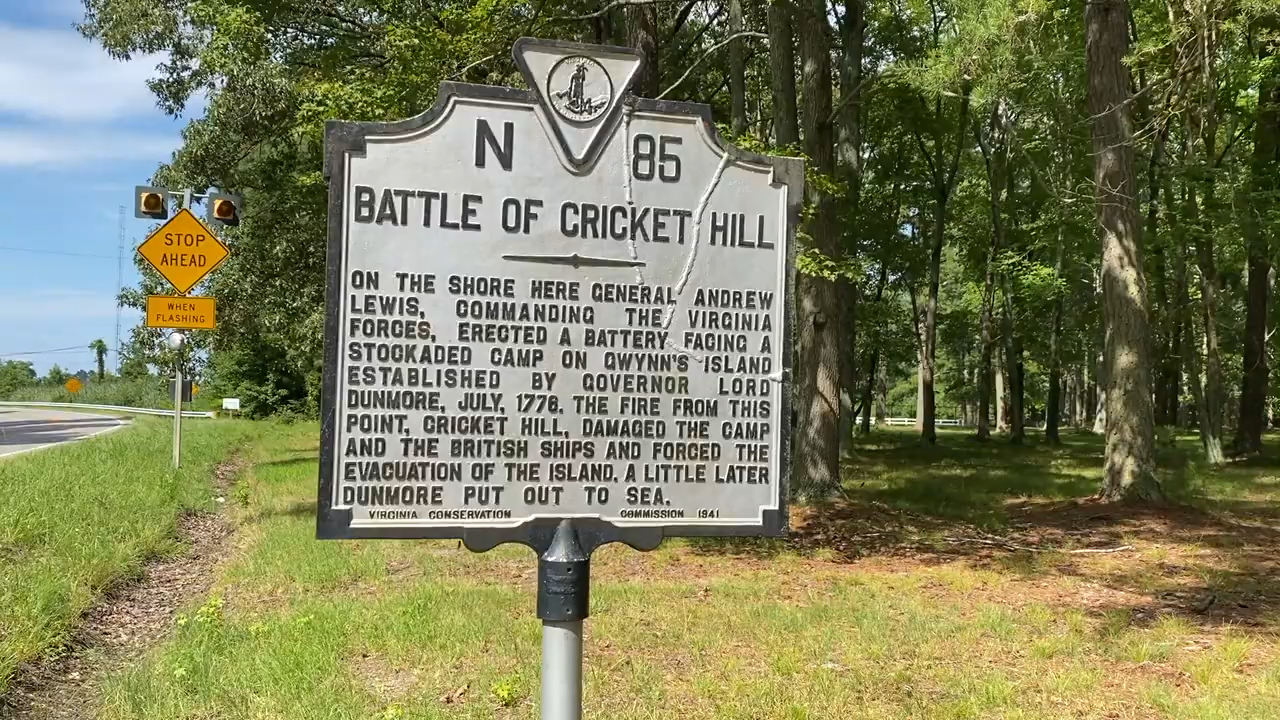 N 85
BATTLE OF CRICKET HILL
ON THE SHORE HERE GENERAL ANDREW
LEWIS, COMMANDING THE VIRGINIA
FORCES, ERECTED A BATTERY FACING A
STOCKADED CAMP ON GWYNN'S ISLAND
ESTABLISHED BY GOVERNOR LORD
DUNMORE, JULY, 1776. THE FIRE FROM THIS
POINT, CRICKET HILL, DAMAGED THE CAMP
AND THE BRITISH SHIPS AND FORCED THE
EVACUATION OF THE ISLAND. A LITTLE LATER
DUNMORE PUT OUT TO SEA.
VIRGINIA CONSERVATION COMMISSION 1941
STOP
AHEAD
WHEN
FLASHING